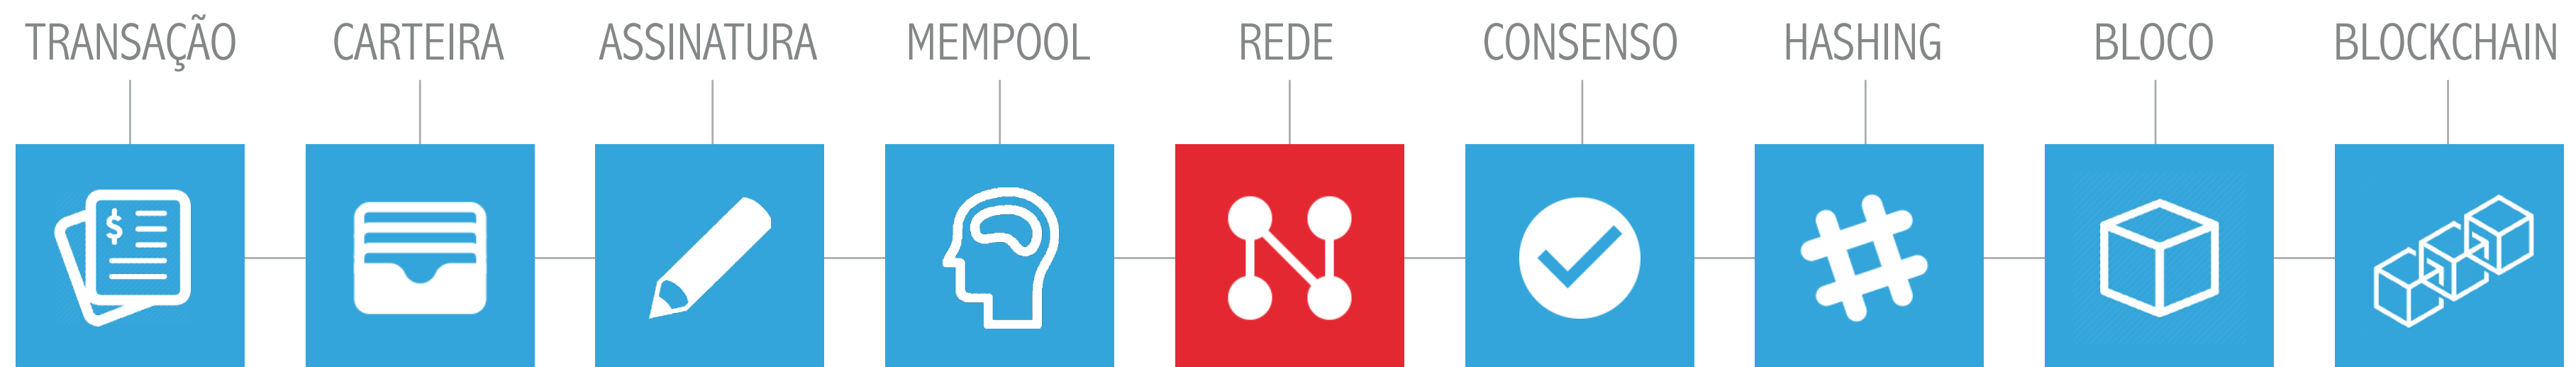 TRANSAÇÃO CARTEIRA ASSINATURA MEMPOOL REDE CONSENSO HASHING BLOCO BLOCKCHAIN
$
#